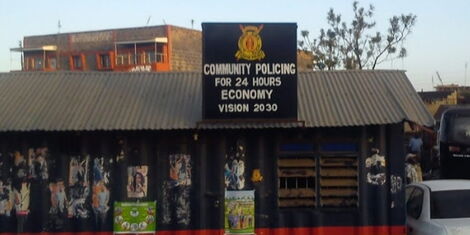 COMMUNITY POLICING
FOR 24 HOURS
ECONOMY
VISION 2030